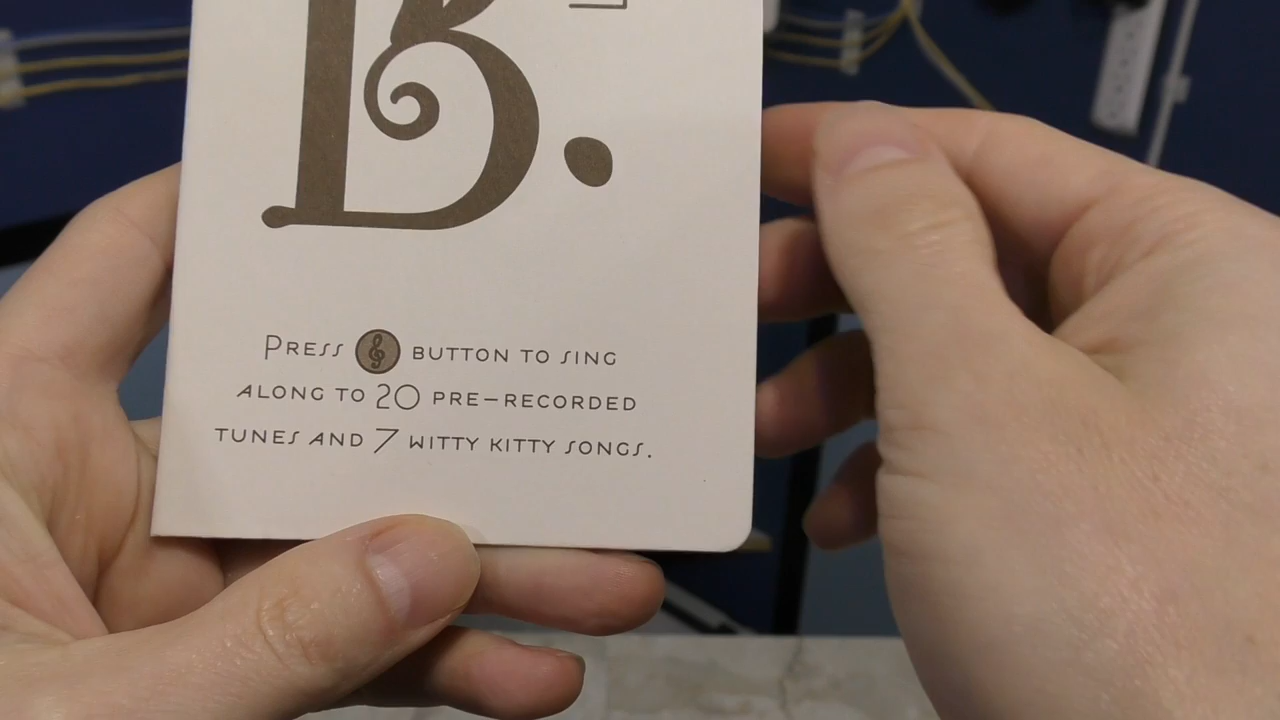 B.
PRESS BUTTON TO SING
ALONG TO 20 PRE-RECORDED
TUNES AND 7 WITTY KITTY SONGS.